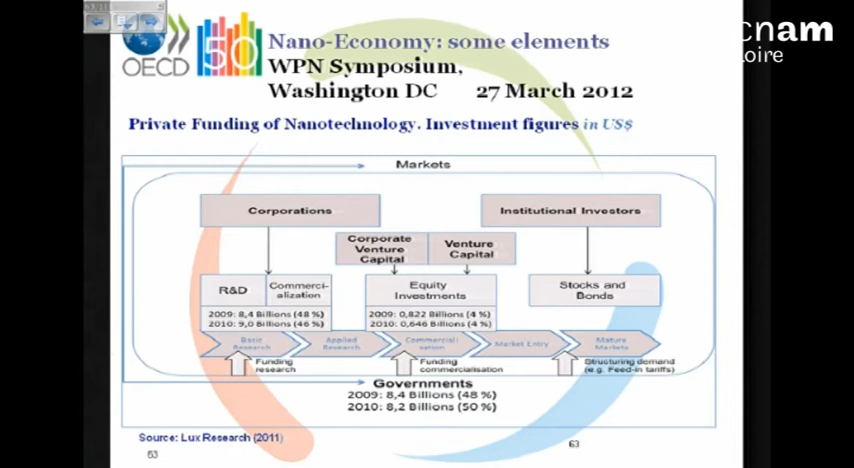 63/118
cnam
Loire
OECD
50
Nano-Economy: some elements
WPN Symposium,
Washington DC 27 March 2012
Private Funding of Nanotechnology. Investment figures in US$
Markets
Corporations
Institutional Investors
Corporate
Venture
Capital
Venture
Capital
R&D
Commerci-
alization
Equity
Investments
Stocks and
Bonds
2009: 8,4 Billions (48 %)
2010: 9,0 Billions (46 %)
2009: 0,822 Billions (4 %)
2010: 0,646 Billions (4 %)
Basic
Research
Applied
Research
Commerciali
sation
Market Entry
Mature
Markets
Funding
research
Funding
commercialisation
Structuring demand
(e.g. Feed-in tariffs)
Governments
2009: 8,4 Billions (48 %)
2010: 8,2 Billions (50 %)
Source: Lux Research (2011)
63
63